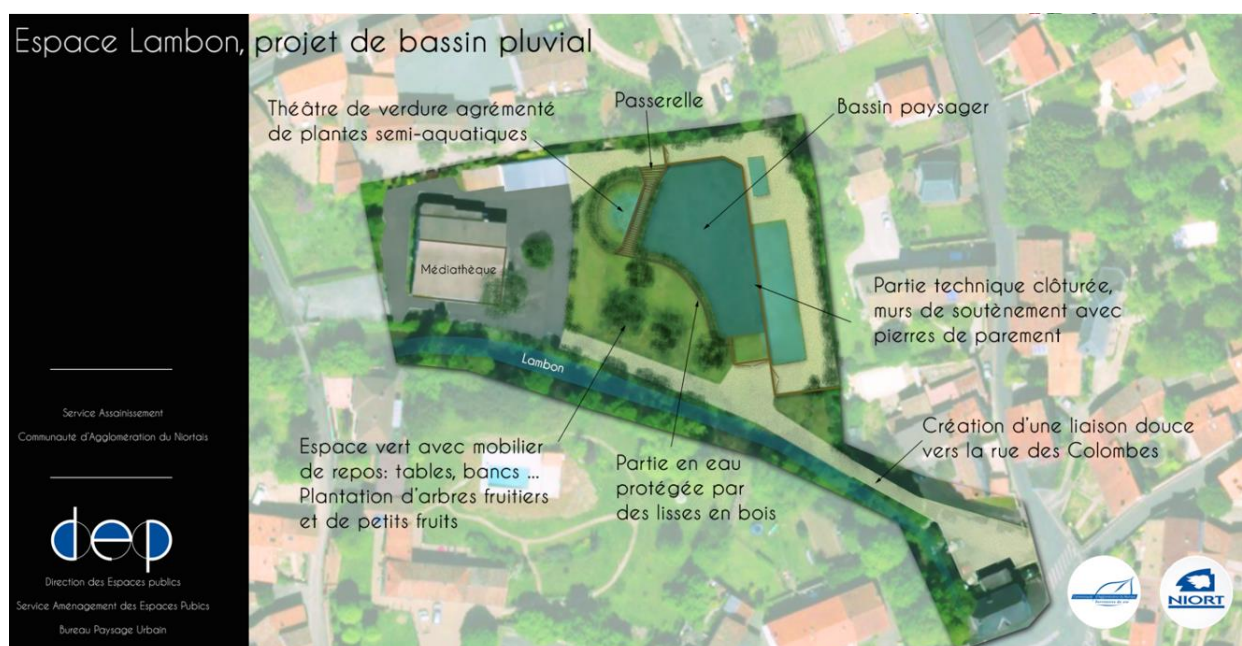 Espace Lambon, projet de bassin pluvial
Théâtre de verdure agrémenté
de plantes semi-aquatiques
Passerelle
Bassin paysager
Médiathèque
Partie technique clôturée,
murs de soutènement avec
pierres de parement
Lambon
Espace vert avec mobilier
de repos: tables, bancs ...
Plantation d'arbres fruitiers
et de petits fruits
Partie en eau
protégée par
des lisses en bois
Création d'une liaison douce
vers la rue des Colombes
Service Assainissement
Communauté d'Agglomération du Niortais
dep
Direction des Espaces publics
Service Aménagement des Espaces Pubics
Bureau Paysage Urbain
NIORT